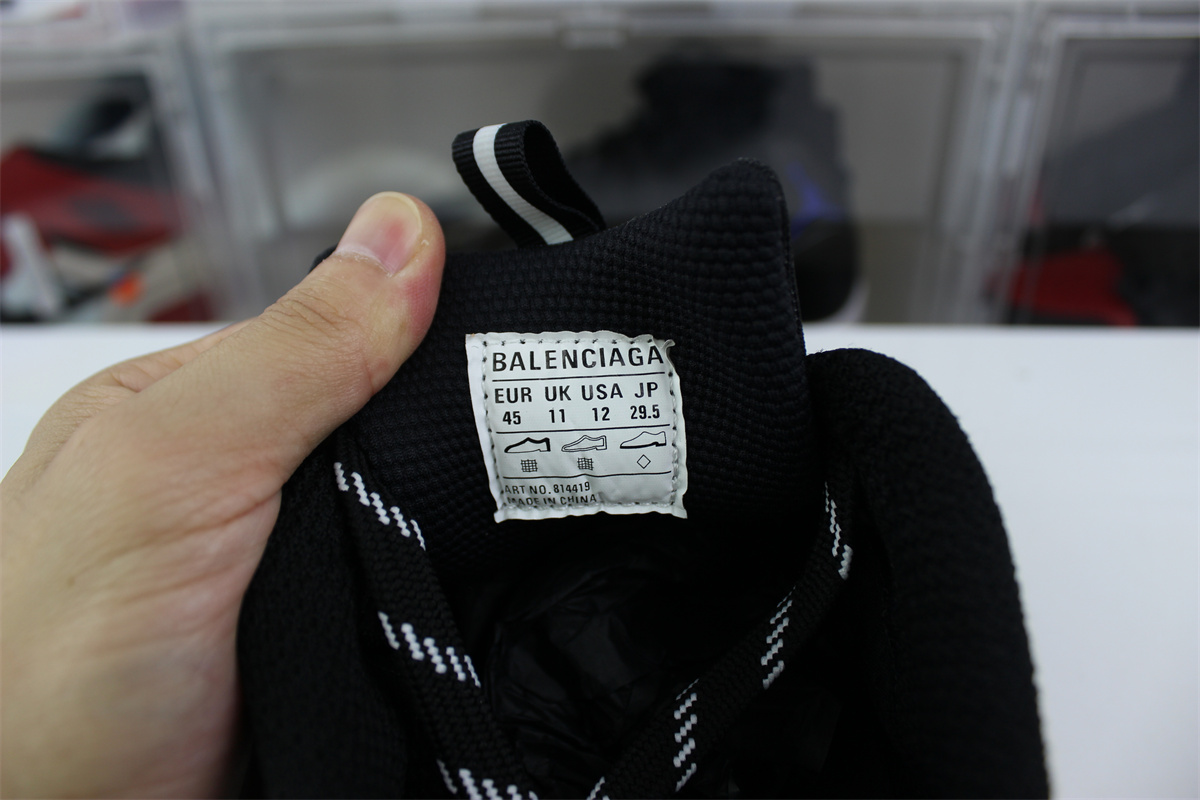 BALENCIAGA
EUR UK USA JP
45 11 12 29.5
ART NO. 814419
MADE IN CHINA